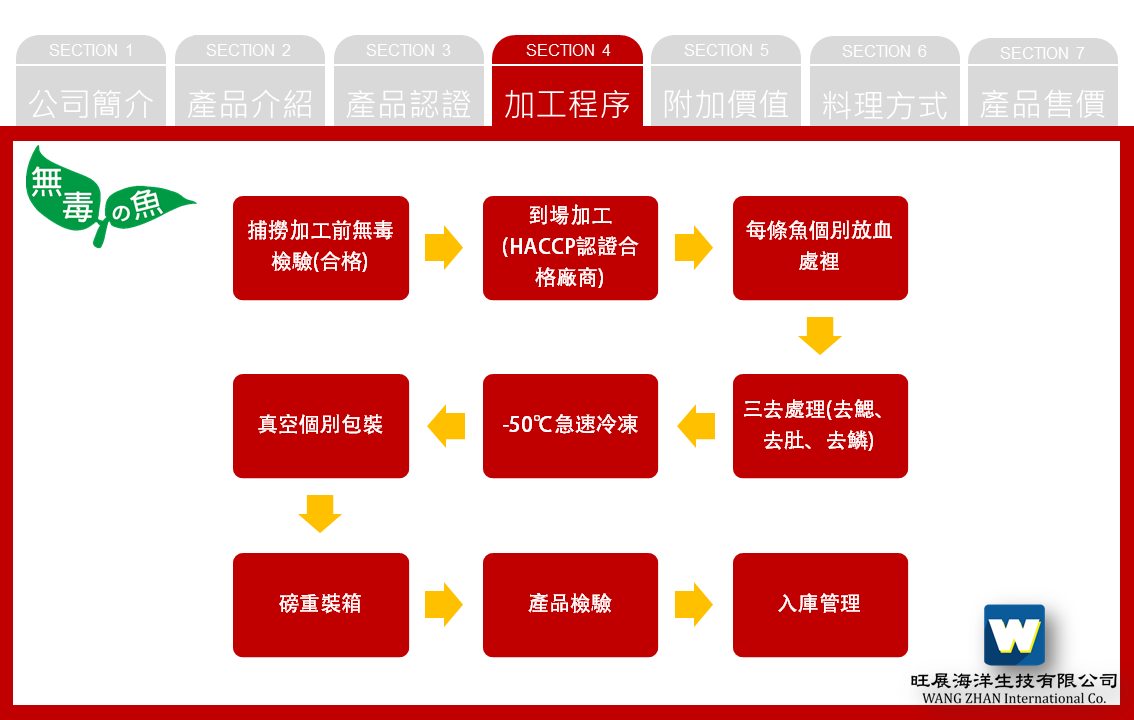 SECTION 1
公司簡介
SECTION 2
產品介紹
SECTION 3
產品認證
SECTION 4
加工程序
SECTION 5
附加價值
SECTION 6
料理方式
SECTION 7
產品售價
無毒の魚
捕撈加工前無毒
檢驗(合格)
到場加工
(HACCP認證合
格廠商)
每條魚個別放血
處裡
三去處理(去鰓、
去肚、去鱗)
-50℃急速冷凍
真空個別包裝
磅重裝箱
產品檢驗
入庫管理
W
旺展海洋生技有限公司
WANG ZHAN International Co.